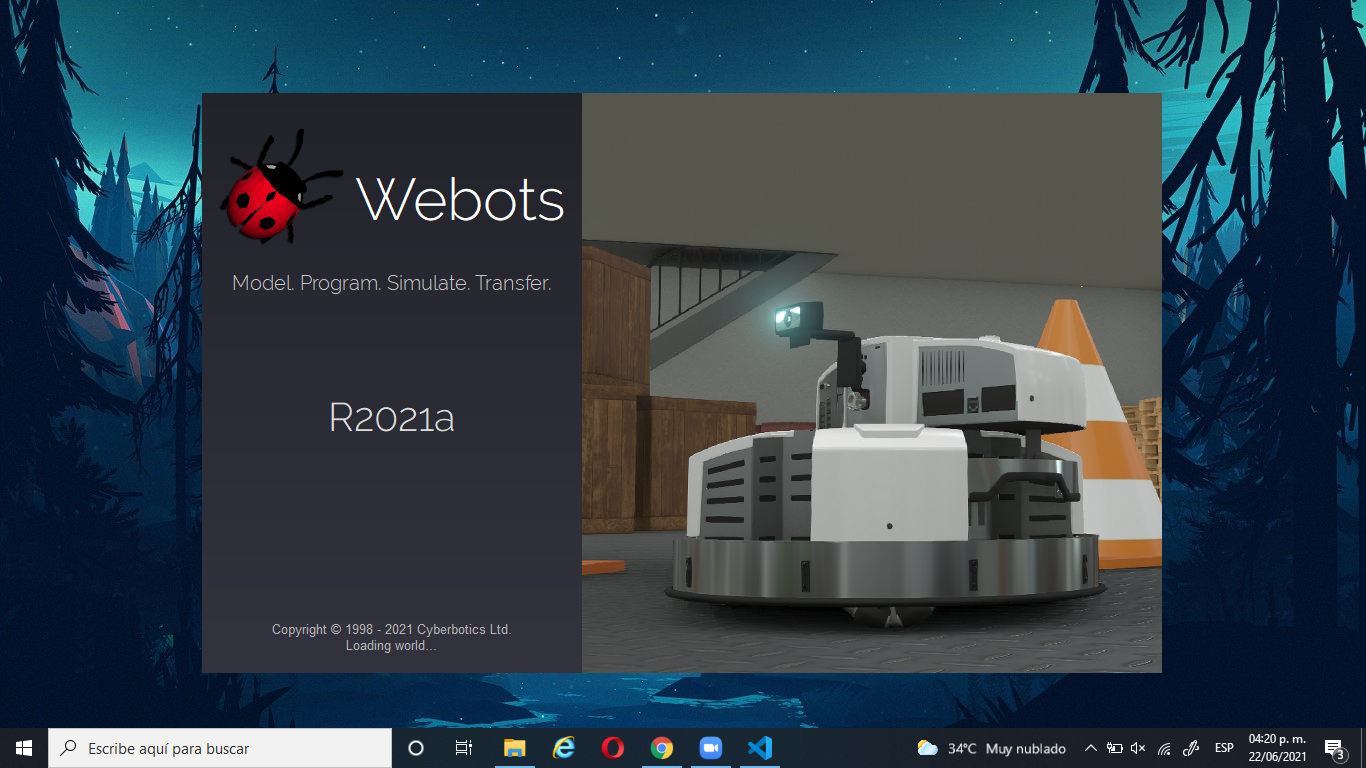 Webots
Model. Program. Simulate. Transfer.
R2021a
Copyright © 1998 - 2021 Cyberbotics Ltd.
Loading world...
Escribe aquí para buscar
34°C Muy nublado
ESP
04:20 p. m.
22/06/2021
3